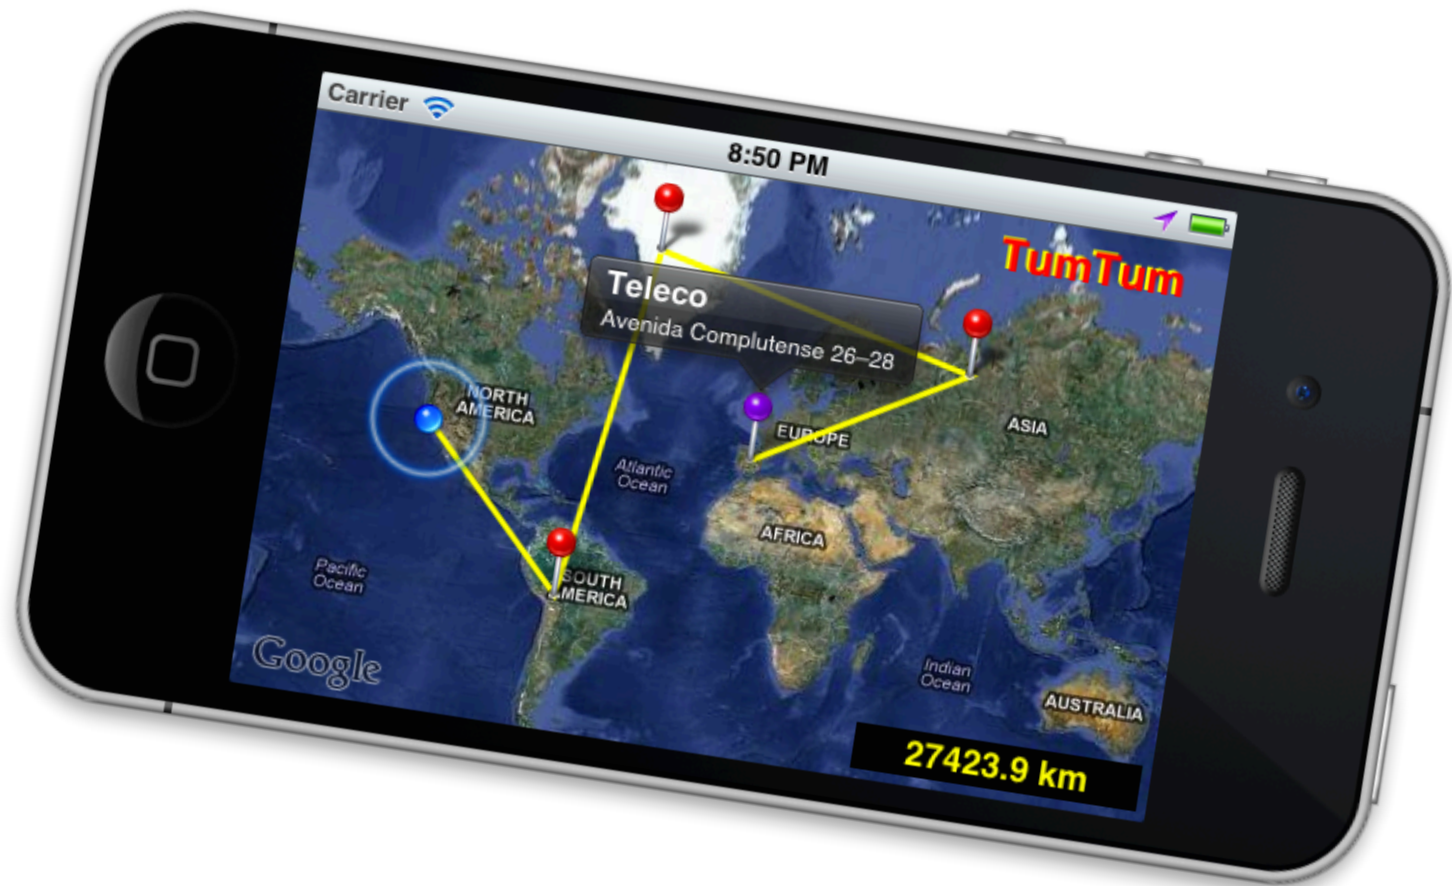 Carrier
8:50 PM
TumTum
Teleco
Avenida Complutense 26–28
NORTH
AMERICA
EUROPE
ASIA
Atlantic
Ocean
AFRICA
Pacific
Ocean
SOUTH
AMERICA
Google
Indian
Ocean
AUSTRALIA
27423.9 km